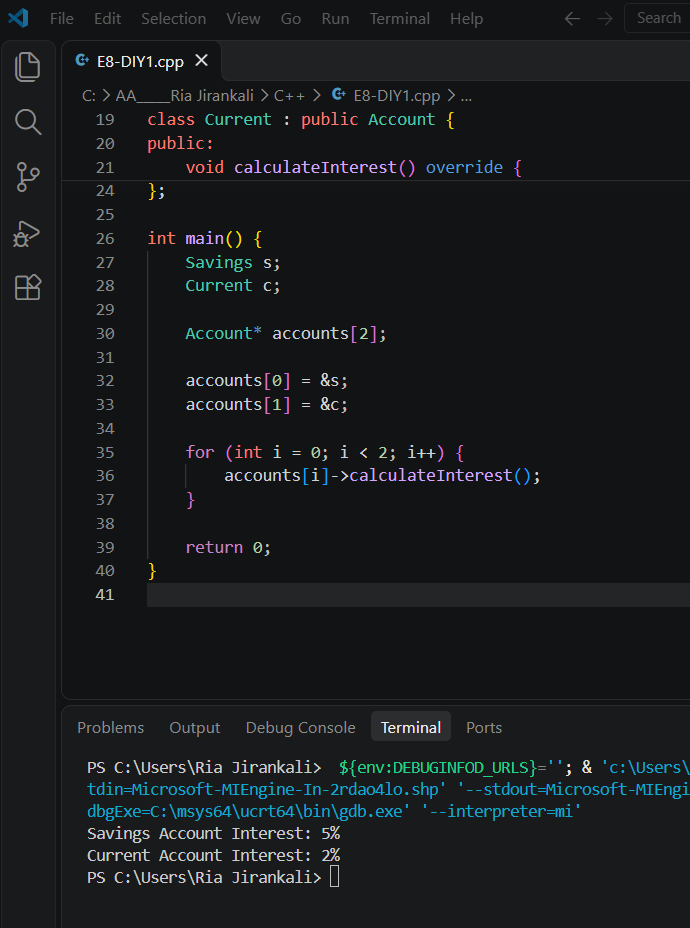 File Edit Selection View Go Run Terminal Help Search
E8-DIY1.cpp
C: > AA____Ria Jirankali > C++ > E8-DIY1.cpp > ...
19 class Current : public Account {
20 public:
21 void calculateInterest() override {
24 };
25
26 int main() {
27 Savings s;
28 Current c;
29
30 Account* accounts[2];
31
32 accounts[0] = &s;
33 accounts[1] = &c;
34
35 for (int i = 0; i < 2; i++) {
36 accounts[i]->calculateInterest();
37 }
38
39 return 0;
40 }
41
Problems Output Debug Console Terminal Ports
PS C:\Users\Ria Jirankali> ${env:DEBUGINFOD_URLS}=''; & 'c:\Users\
tdin=Microsoft-MIEngine-In-2rdao4lo.shp' '--stdout=Microsoft-MIEngi
dbgExe=C:\msys64\ucrt64\bin\gdb.exe' '--interpreter=mi'
Savings Account Interest: 5%
Current Account Interest: 2%
PS C:\Users\Ria Jirankali>